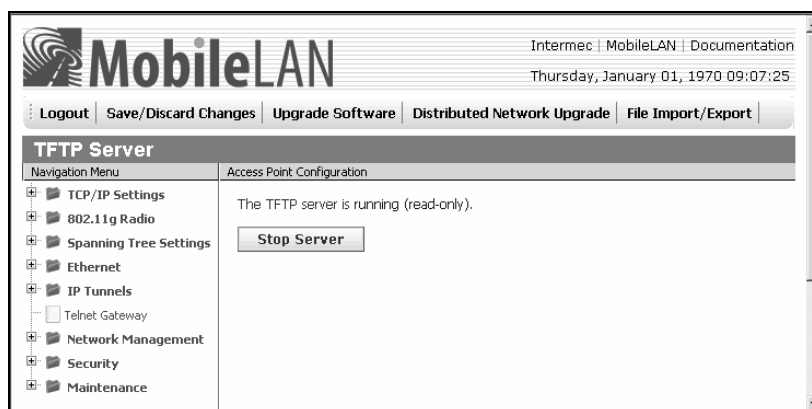 MobileLAN
Intermec | MobileLAN | Documentation
Thursday, January 01, 1970 09:07:25
Logout | Save/Discard Changes | Upgrade Software | Distributed Network Upgrade | File Import/Export |
TFTP Server
Navigation Menu
Access Point Configuration
TCP/IP Settings
802.11g Radio
Spanning Tree Settings
Ethernet
IP Tunnels
Telnet Gateway
Network Management
Security
Maintenance
The TFTP server is running (read-only).
Stop Server